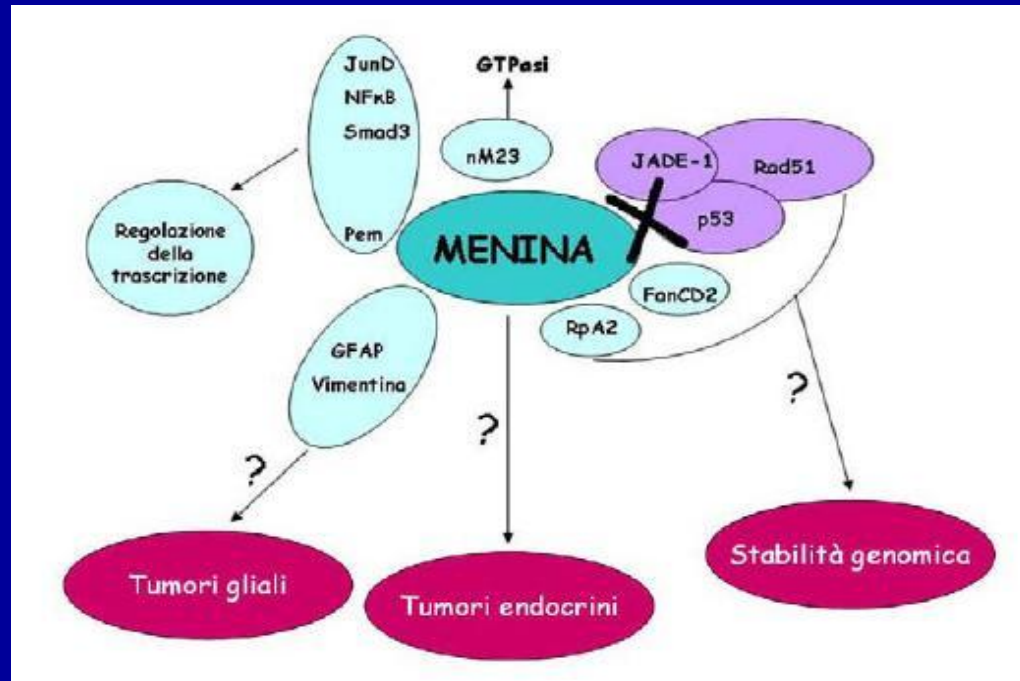 JunD
NFκB
Smad3
Pem
GTPasi
nM23
JADE-1
Rad51
p53
Regolazione
della
trascrizione
MENINA
FanCD2
RpA2
GFAP
Vimentina
?
?
?
Tumori gliali
Tumori endocrini
Stabilità genomica